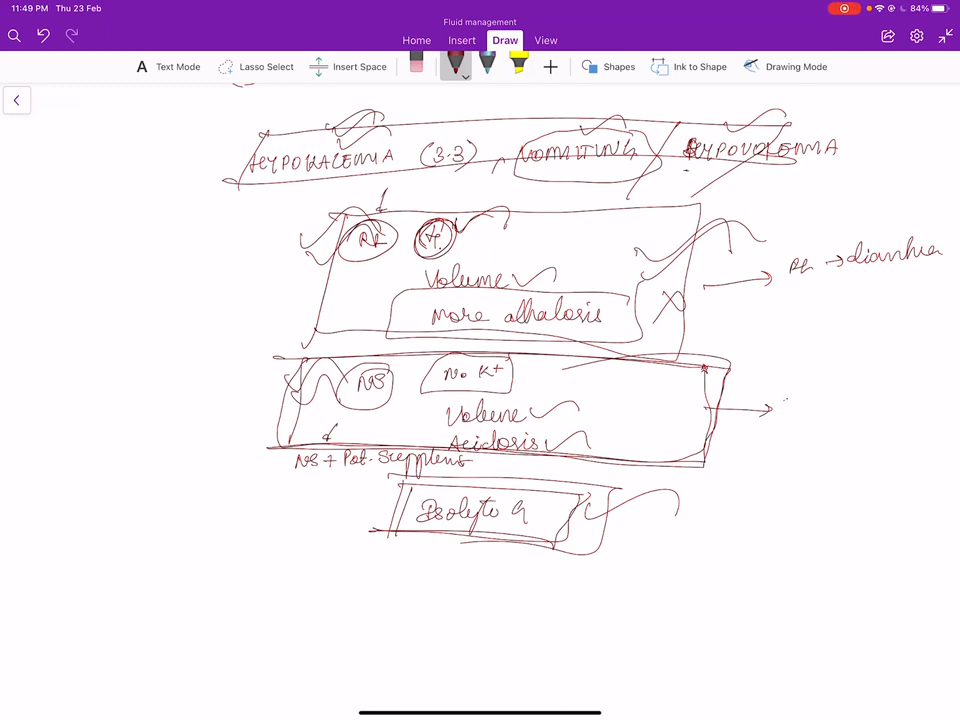 11:49 PM Thu 23 Feb
84%
Fluid management
Home Insert Draw View
Text Mode Lasso Select Insert Space Shapes Ink to Shape Drawing Mode
HYPOKALEMIA (3.3), VOMITING HYPOVOLEMIA
RL
Volume
RL → diarrhea
More alkalosis
NS No K+
Volume
Acidosis
NS + Pot. Supplems
Isolyte G